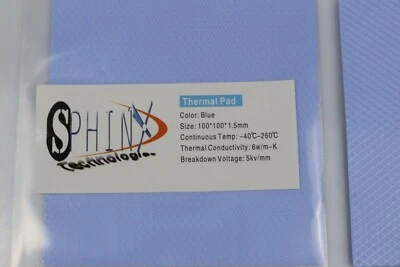 SPHINX
Technologie.
Thermal Pad
Color: Blue
Size: 100*100*1.5mm
Continuous Temp: -40℃~260℃
Thermal Conductivity: 6w/m-K
Breakdown Voltage: 5kv/mm